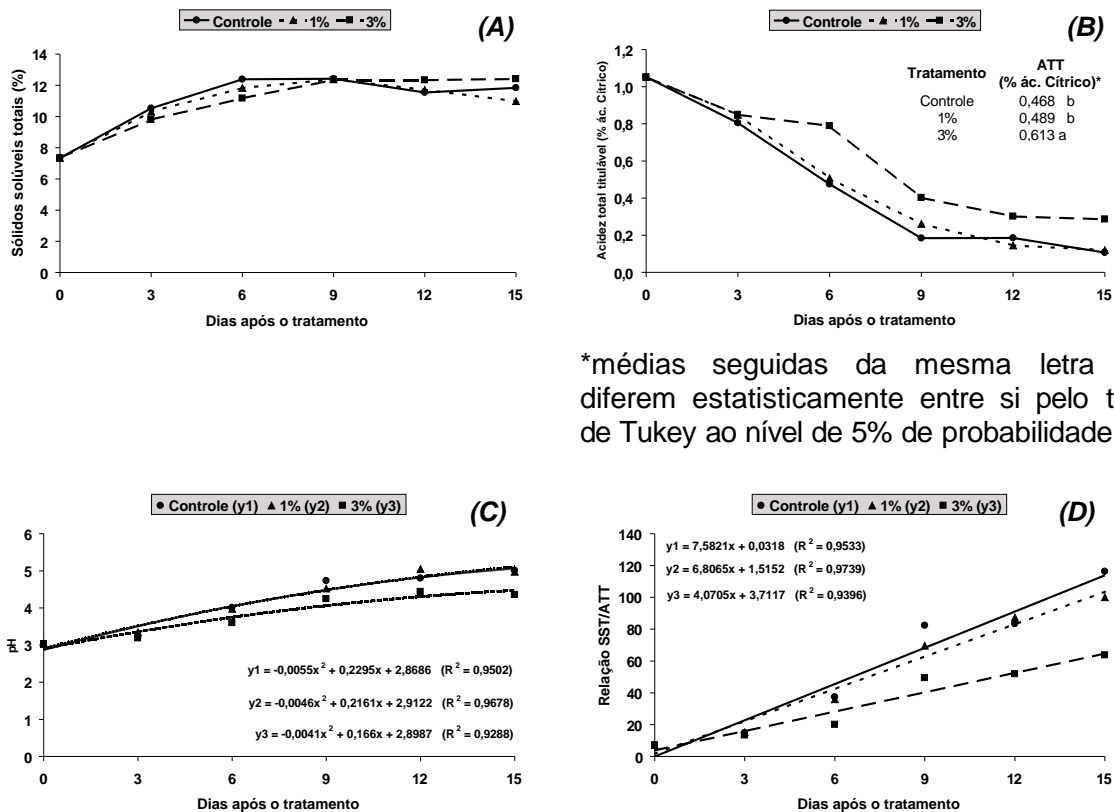 Controle 1% 3%
(A)
Sólidos solúveis totais (%)
14
12
10
8
6
4
2
0
0 3 6 9 12 15
Dias após o tratamento
Controle 1% 3%
(B)
Acidez total titulável (% ác. Cítrico)
1,2
1,0
0,8
0,6
0,4
0,2
0,0
Tratamento ATT (% ác. Cítrico)*
Controle 0,468 b
1% 0,489 b
3% 0,613 a
0 3 6 9 12 15
Dias após o tratamento
*médias seguidas da mesma letra
diferem estatisticamente entre si pelo t
de Tukey ao nível de 5% de probabilidade
Controle (y1) 1% (y2) 3% (y3)
(C)
pH
6
5
4
3
2
1
0
y1 = -0,0055x² + 0,2295x + 2,8686 (R² = 0,9502)
y2 = -0,0046x² + 0,2161x + 2,9122 (R² = 0,9678)
y3 = -0,0041x² + 0,166x + 2,8987 (R² = 0,9288)
0 3 6 9 12 15
Dias após o tratamento
Controle (y1) 1% (y2) 3% (y3)
(D)
Relação SST/ATT
140
120
100
80
60
40
20
0
y1 = 7,5821x + 0,0318 (R² = 0,9533)
y2 = 6,8065x + 1,5152 (R² = 0,9739)
y3 = 4,0705x + 3,7117 (R² = 0,9396)
0 3 6 9 12 15
Dias após o tratamento